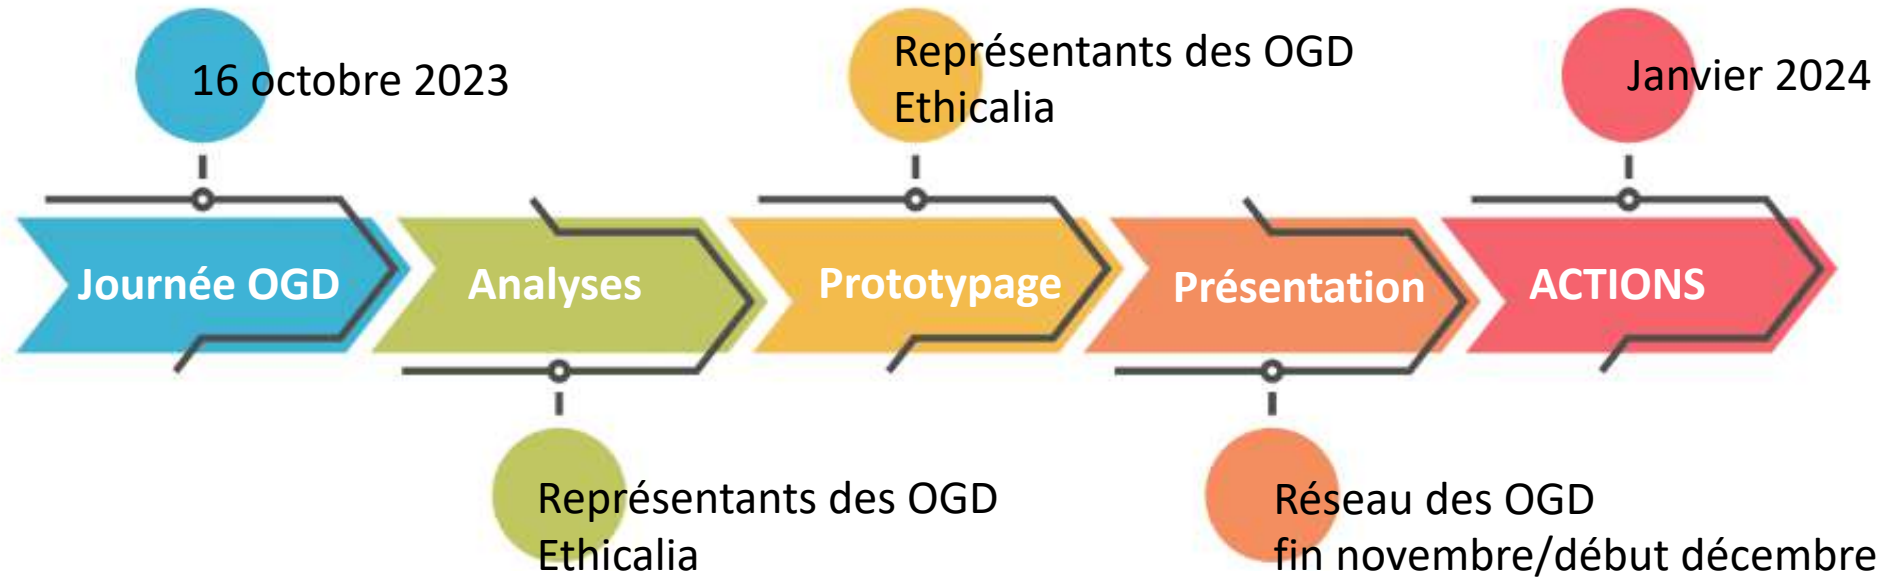 16 octobre 2023
Représentants des OGD
Ethicalia
Janvier 2024
Journée OGD
Analyses
Prototypage
Présentation
ACTIONS
Représentants des OGD
Ethicalia
Réseau des OGD
fin novembre/début décembre